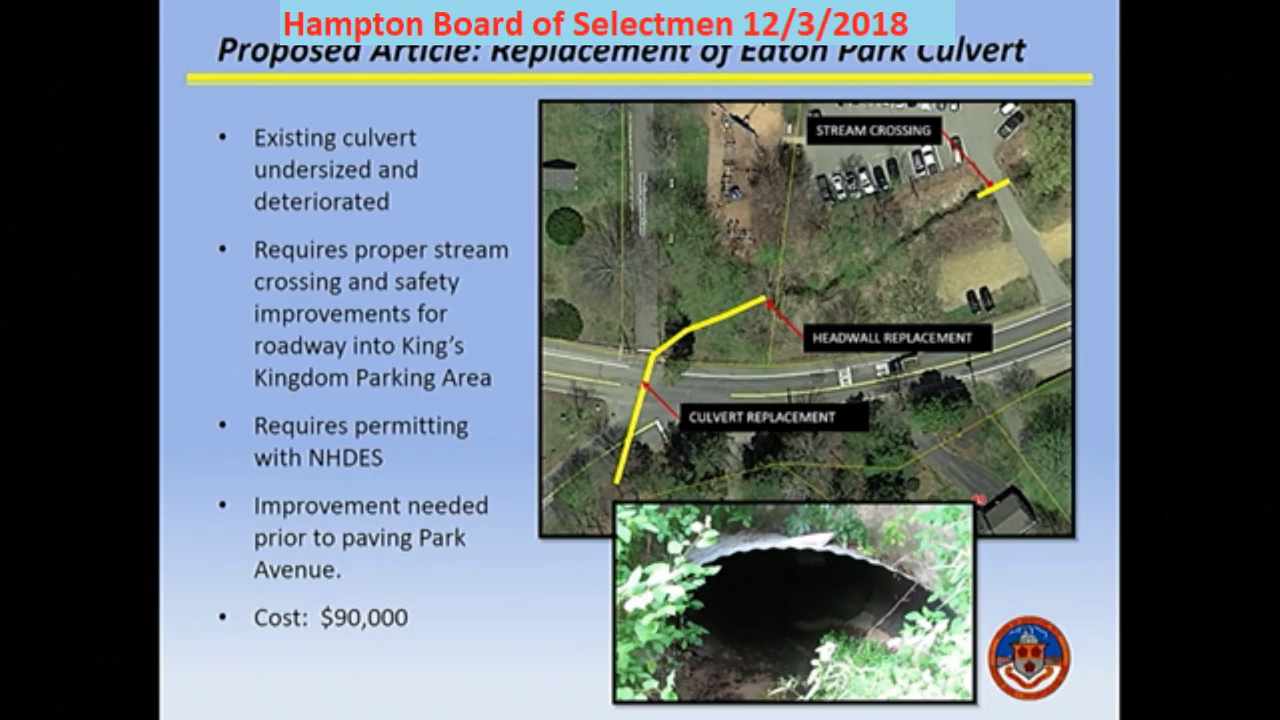 Hampton Board of Selectmen 12/3/2018
Proposed Article: Replacement of Eaton Park Culvert
• Existing culvert
undersized and
deteriorated
• Requires proper stream
crossing and safety
improvements for
roadway into King's
Kingdom Parking Area
• Requires permitting
with NHDES
• Improvement needed
prior to paving Park
Avenue.
• Cost: $90,000
STREAM CROSSING
HEADWALL REPLACEMENT
CULVERT REPLACEMENT